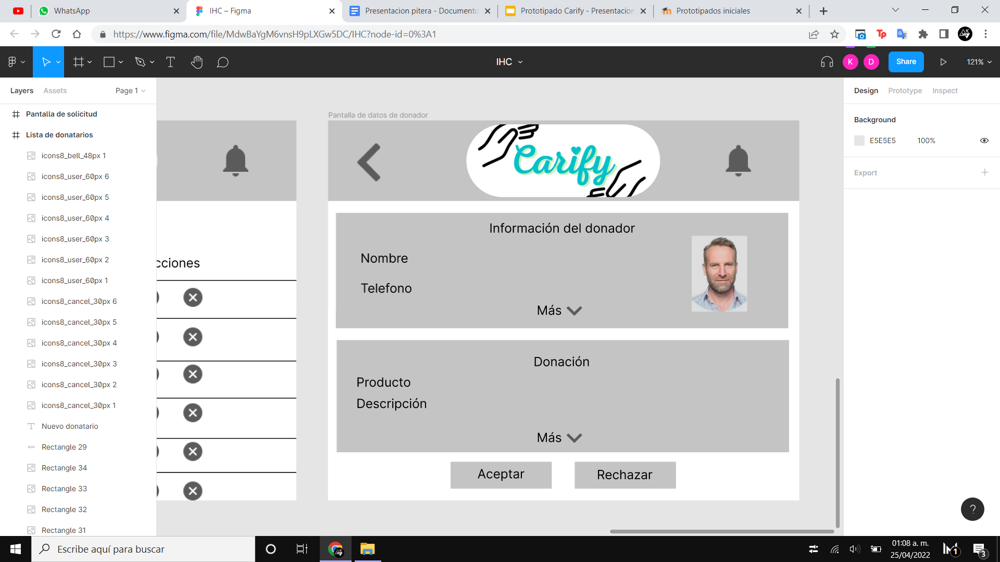 WhatsApp
IHC – Figma
Presentacion pitera - Documento
Prototipado Carify - Presentacion
Prototipados iniciales
https://www.figma.com/file/MdwBaYgM6vnsH9pLXGw5DC/IHC?node-id=0%3A1
IHC
K
D
Share
121%
Layers
Assets
Page 1
Design
Prototype
Inspect
Pantalla de solicitud
Lista de donatarios
icons8_bell_48px 1
icons8_user_60px 6
icons8_user_60px 5
icons8_user_60px 4
icons8_user_60px 3
icons8_user_60px 2
icons8_user_60px 1
icons8_cancel_30px 6
icons8_cancel_30px 5
icons8_cancel_30px 4
icons8_cancel_30px 3
icons8_cancel_30px 2
icons8_cancel_30px 1
Nuevo donatario
Rectangle 29
Rectangle 34
Rectangle 33
Rectangle 32
Rectangle 31
cciones
Pantalla de datos de donador
Carify
Información del donador
Nombre
Telefono
Más
Donación
Producto
Descripción
Más
Aceptar
Rechazar
Background
E5E5E5
100%
Export
?
Escribe aquí para buscar
01:08 a. m.
25/04/2022
1
3